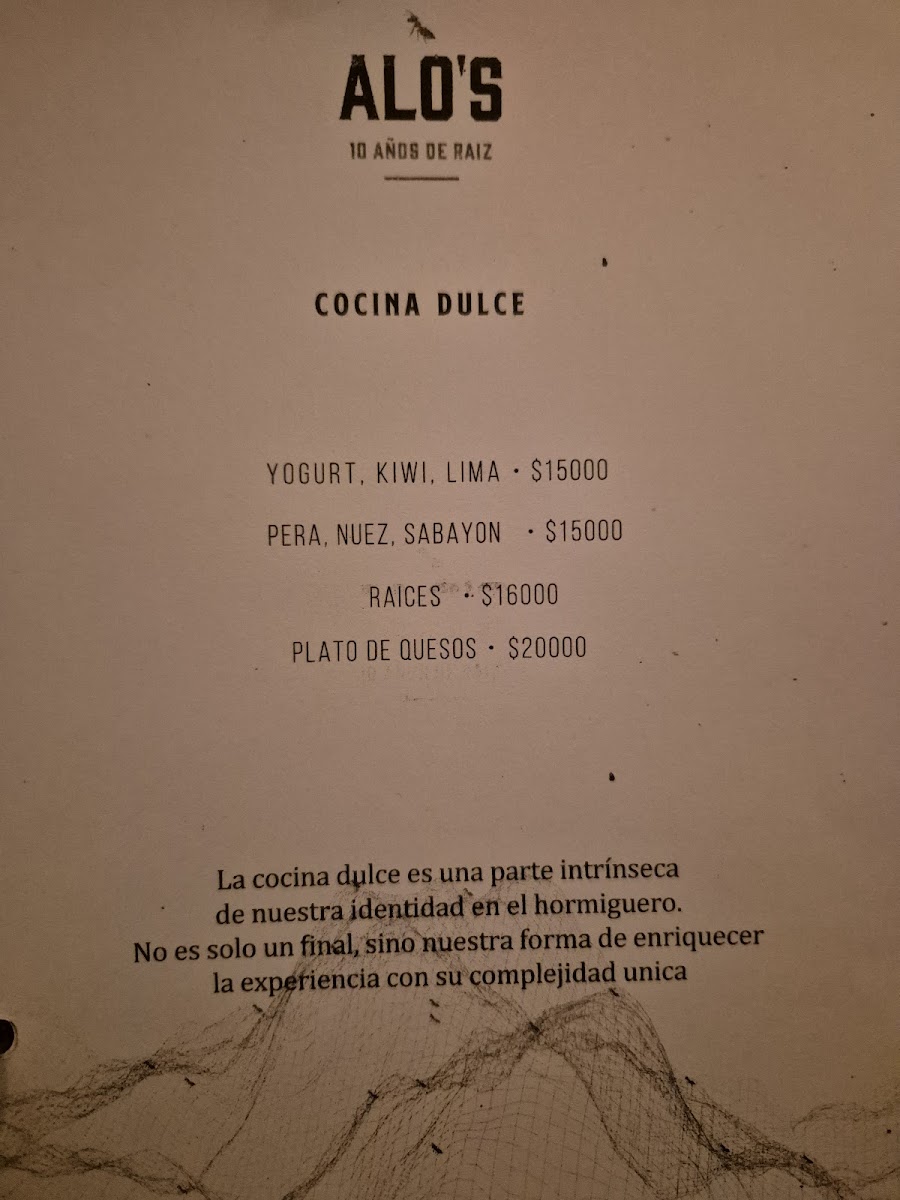 ALO'S
10 AÑOS DE RAIZ
COCINA DULCE
YOGURT, KIWI, LIMA • $15000
PERA, NUEZ, SABAYON • $15000
RAICES • $16000
PLATO DE QUESOS • $20000
La cocina dulce es una parte intrínseca
de nuestra identidad en el hormiguero.
No es solo un final, sino nuestra forma de enriquecer
la experiencia con su complejidad unica